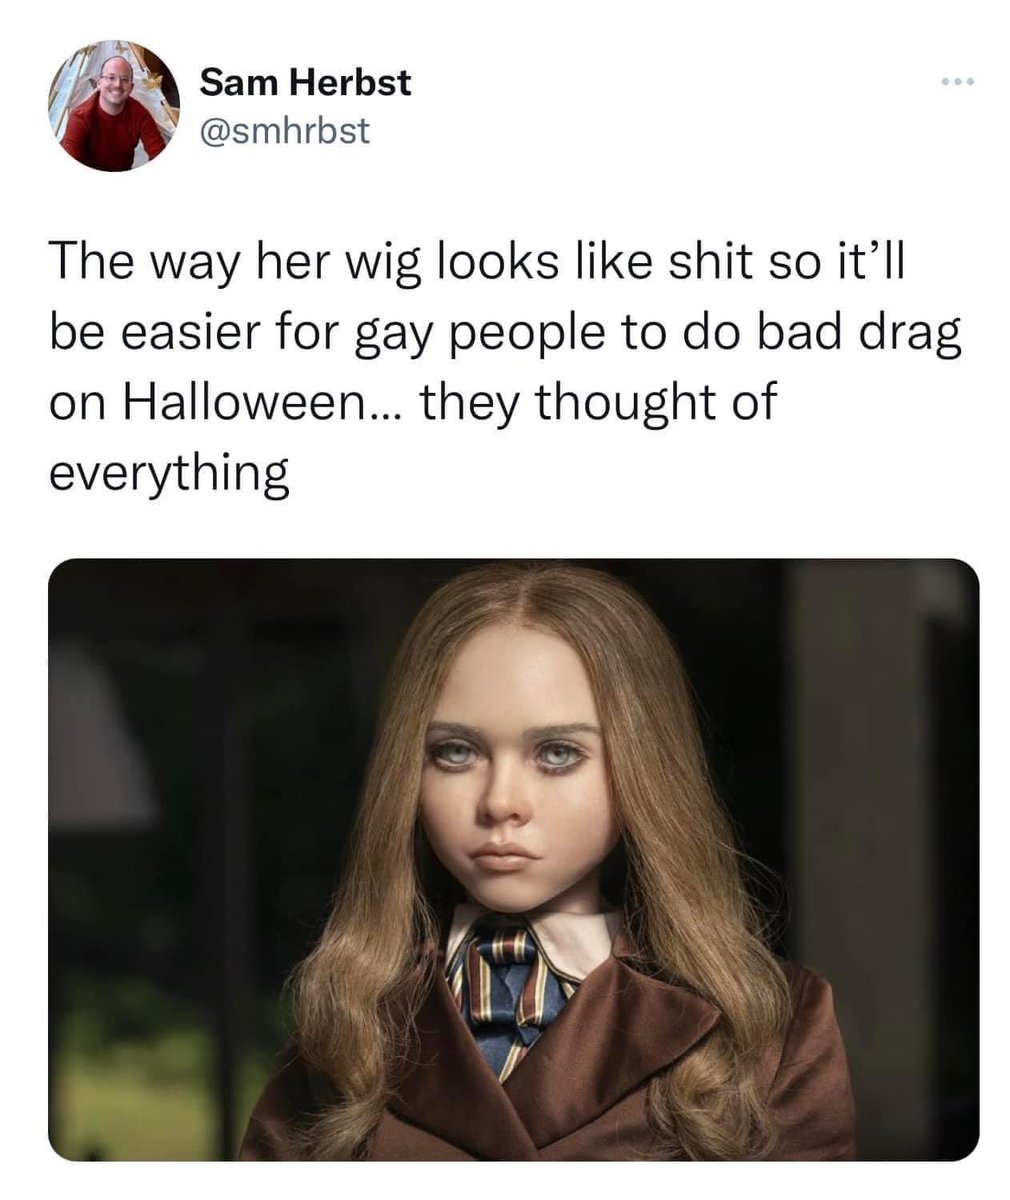 Sam Herbst
@smhrbst
The way her wig looks like shit so it’ll
be easier for gay people to do bad drag
on Halloween... they thought of
everything